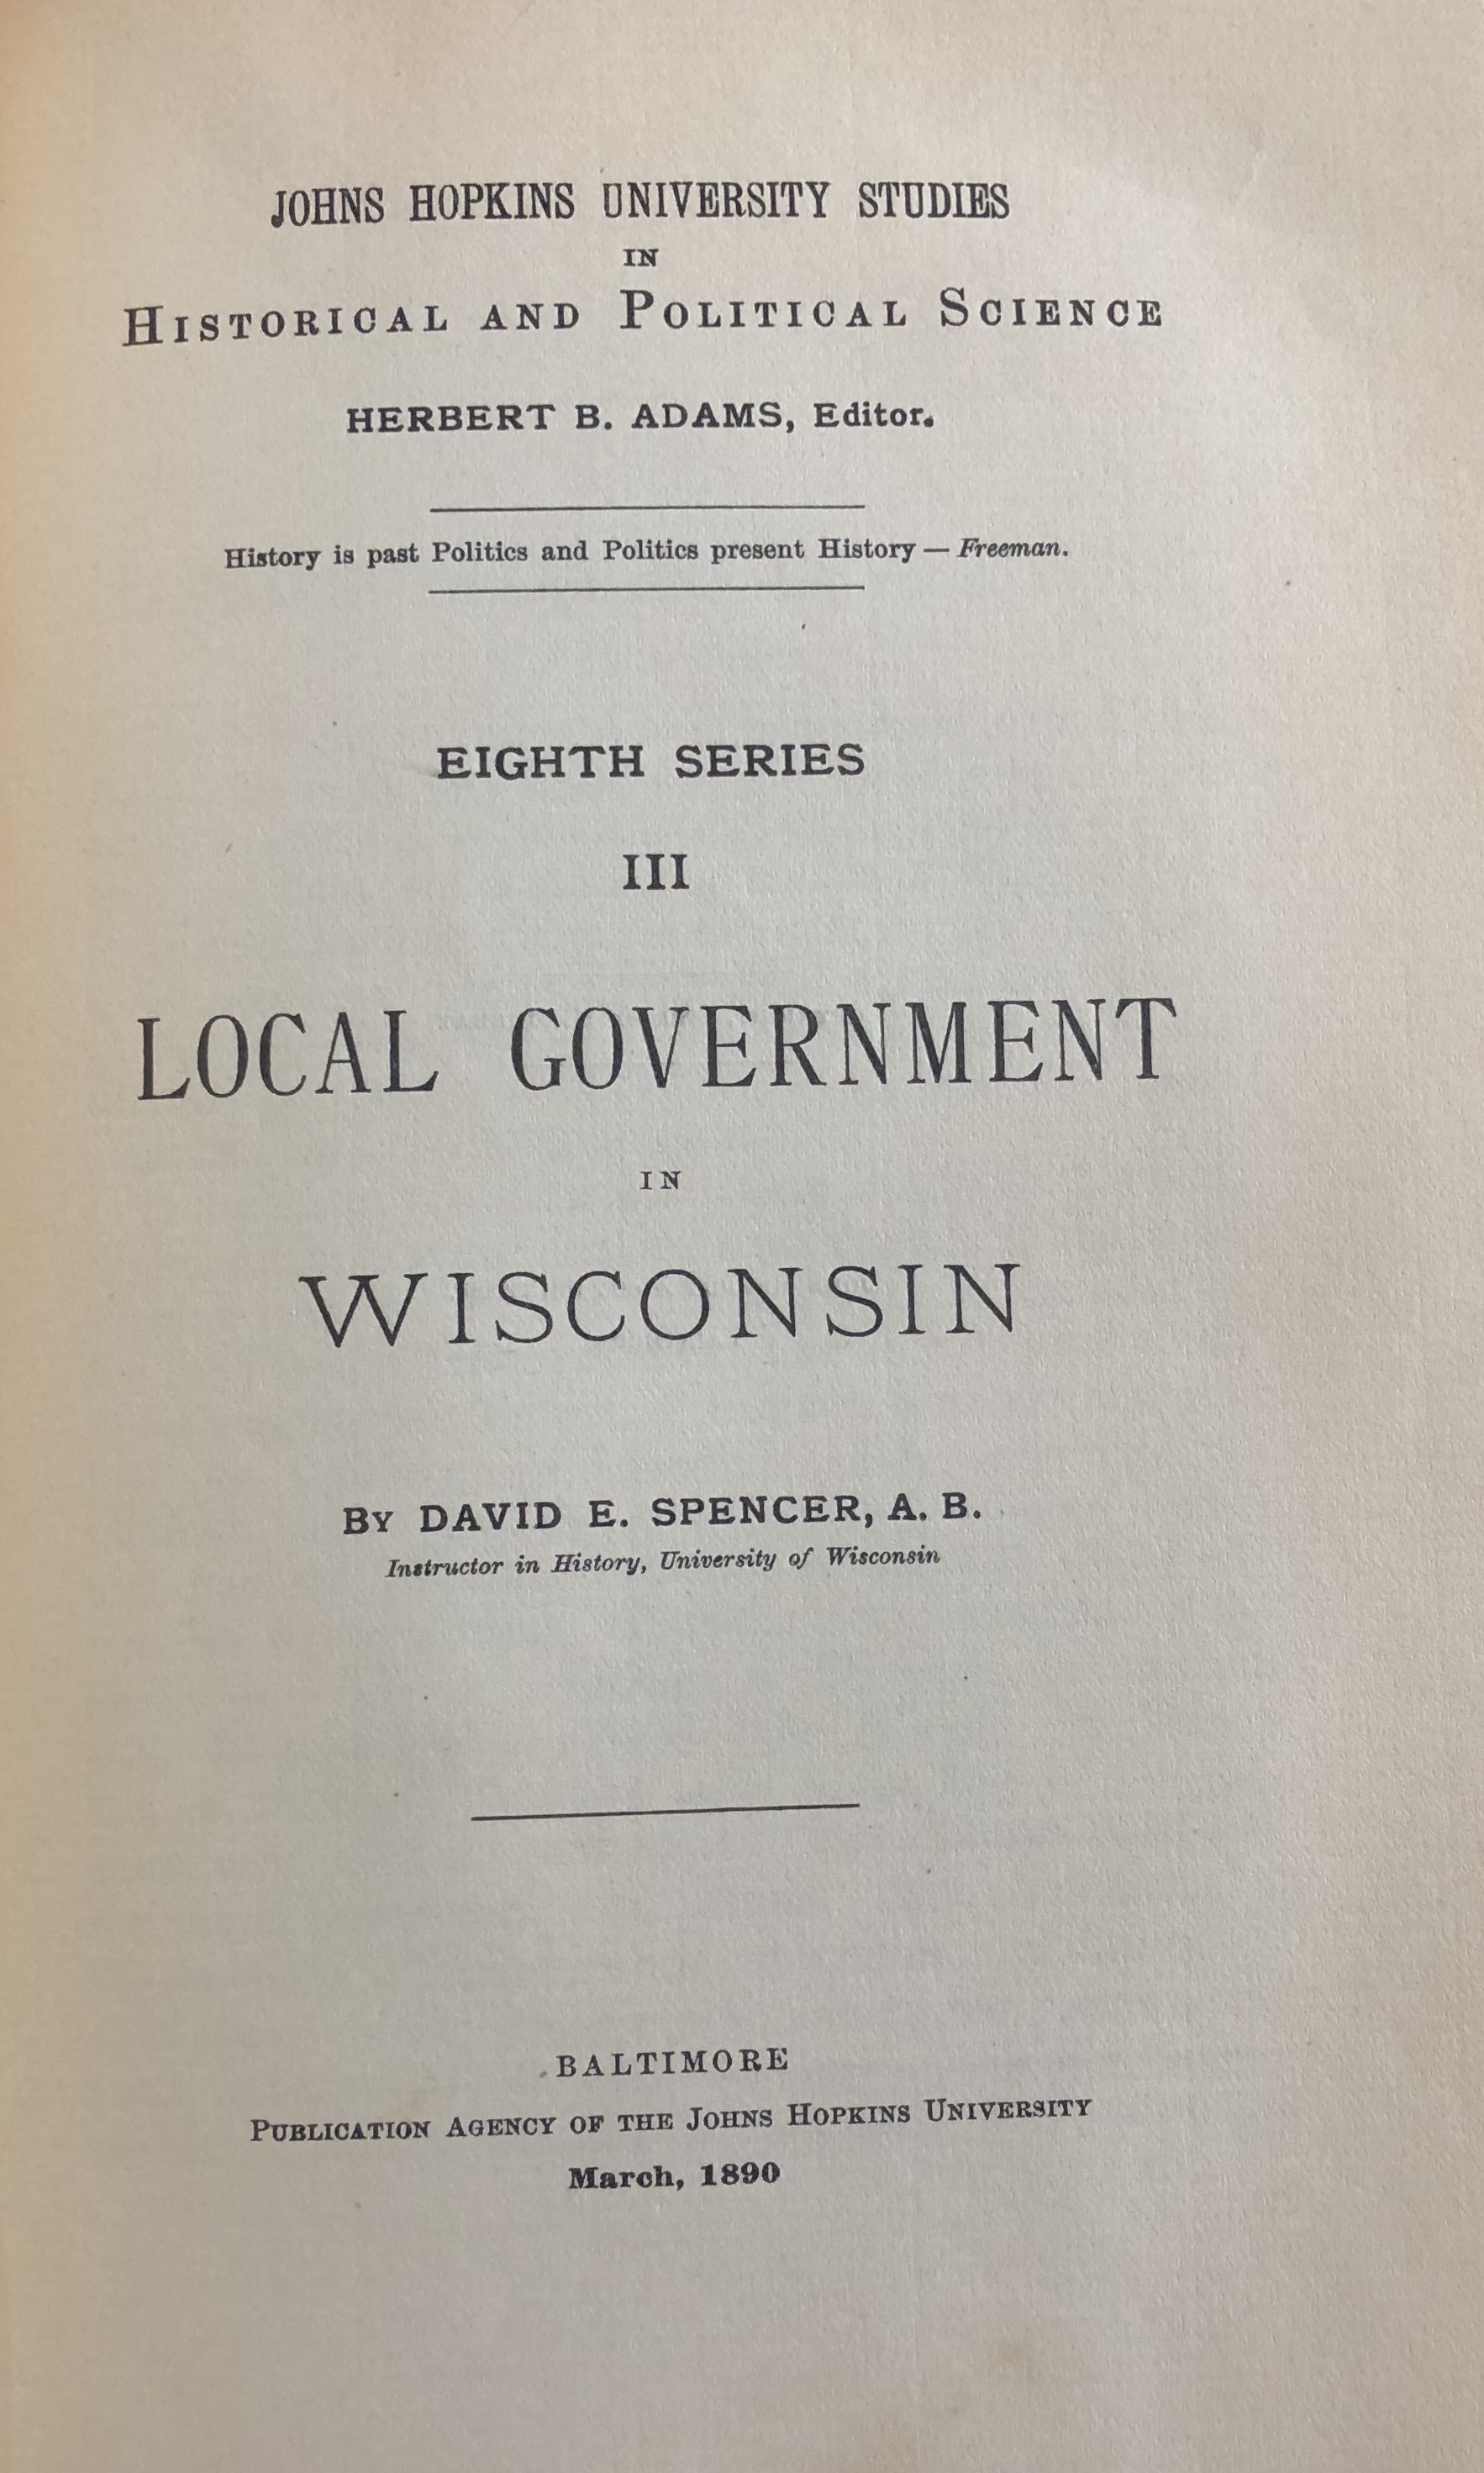 JOHNS HOPKINS UNIVERSITY STUDIES
IN
HISTORICAL AND POLITICAL SCIENCE
HERBERT B. ADAMS, Editor.
History is past Politics and Politics present History — Freeman.
EIGHTH SERIES
III
LOCAL GOVERNMENT
IN
WISCONSIN
BY DAVID E. SPENCER, A. B.
Instructor in History, University of Wisconsin
BALTIMORE
PUBLICATION AGENCY OF THE JOHNS HOPKINS UNIVERSITY
March, 1890